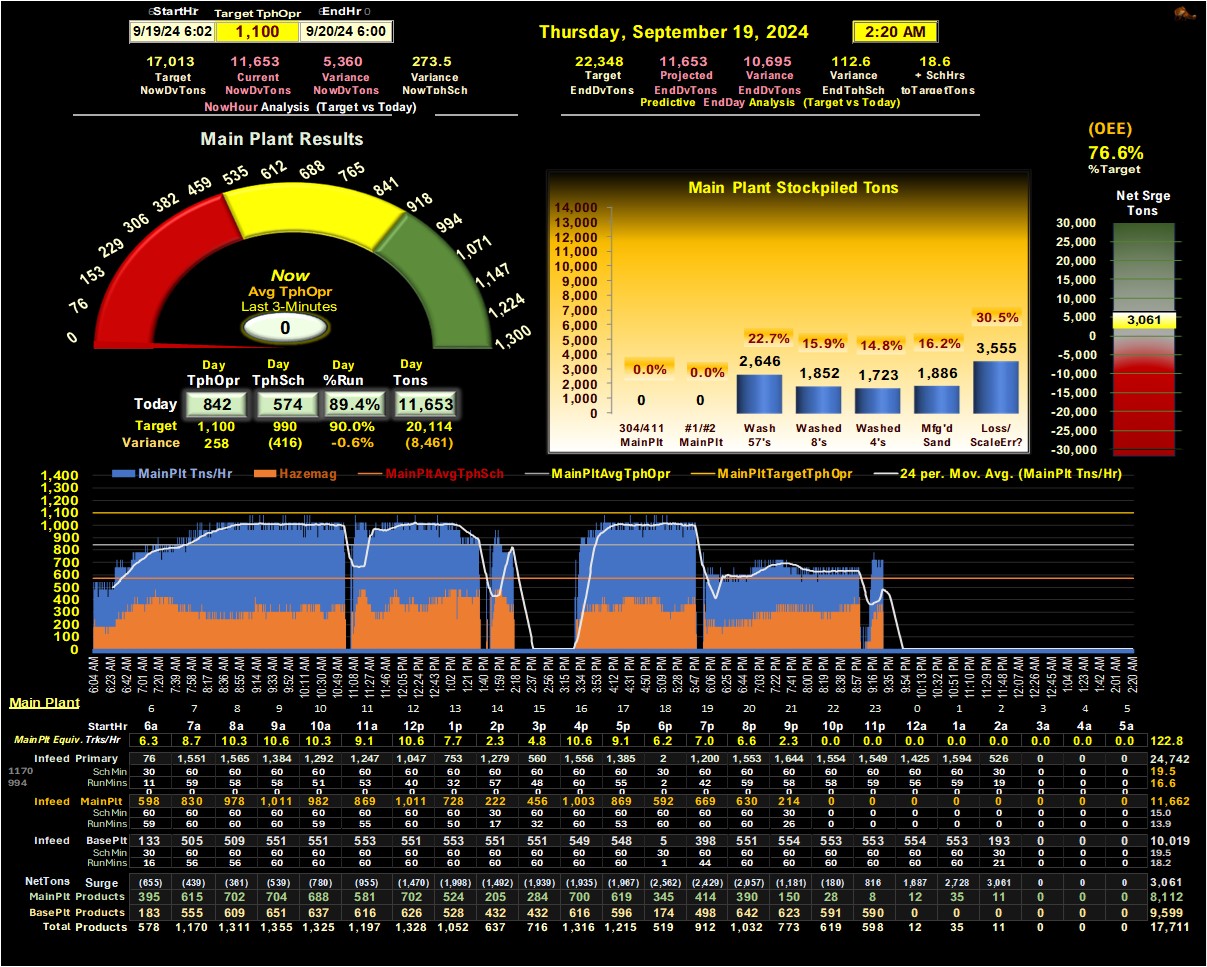 StartHr Target TphOpr EndHr
9/19/24 6:02 1,100 9/20/24 6:00
Thursday, September 19, 2024 2:20 AM
17,013 11,653 5,360 273.5
Target Current Variance Variance
NowDvTons NowDvTons NowDvTons NowTphSch
NowHour Analysis (Target vs Today)
22,348 11,653 10,695 112.6 18.6
Target Projected Variance Variance + SchHrs
EndDvTons EndDvTons EndDvTons EndTphSch toTargetTons
Predictive EndDay Analysis (Target vs Today)
(OEE)
76.6%
%Target
Main Plant Results
0 76 153 229 306 382 459 535 612 688 765 841 918 994 1,071 1,147 1,224 1,300
Now
Avg TphOpr
Last 3-Minutes
0
Day Day Day Day
TphOpr TphSch %Run Tons
Today 842 574 89.4% 11,653
Target 1,100 990 90.0% 20,114
Variance 258 (416) -0.6% (8,461)
Main Plant Stockpiled Tons
14,000
13,000
12,000
11,000
10,000
9,000
8,000
7,000
6,000
5,000
4,000
3,000
2,000
1,000
0
0.0% 0.0% 22.7% 15.9% 14.8% 16.2% 30.5%
0 0 2,646 1,852 1,723 1,886 3,555
304/411 #1/#2 Wash Washed Washed Mfg'd Loss/
MainPlt MainPlt 57's 8's 4's Sand ScaleErr?
Net Srge
Tons
30,000
25,000
20,000
15,000
10,000
5,000
0
-5,000
-10,000
-15,000
-20,000
-25,000
-30,000
3,061
MainPlt Tns/Hr Hazemag MainPltAvgTphSch MainPltAvgTphOpr MainPltTargetTphOpr 24 per. Mov. Avg. (MainPlt Tns/Hr)
1,400
1,300
1,200
1,100
1,000
900
800
700
600
500
400
300
200
100
0
6:04 AM 6:23 AM 6:42 AM 7:01 AM 7:20 AM 7:39 AM 7:58 AM 8:17 AM 8:36 AM 8:55 AM 9:14 AM 9:33 AM 9:52 AM 10:11 AM 10:30 AM 10:49 AM 11:08 AM 11:27 AM 11:46 AM 12:05 PM 12:24 PM 12:43 PM 1:02 PM 1:21 PM 1:40 PM 1:59 PM 2:18 PM 2:37 PM 2:56 PM 3:15 PM 3:34 PM 3:53 PM 4:12 PM 4:31 PM 4:50 PM 5:09 PM 5:28 PM 5:47 PM 6:06 PM 6:25 PM 6:44 PM 7:03 PM 7:22 PM 7:41 PM 8:00 PM 8:19 PM 8:38 PM 8:57 PM 9:16 PM 9:35 PM 9:54 PM 10:13 PM 10:32 PM 10:51 PM 11:10 PM 11:29 PM 11:48 PM 12:07 AM 12:26 AM 12:45 AM 1:04 AM 1:23 AM 1:42 AM 2:01 AM 2:20 AM
Main Plant 6 7 8 9 10 11 12 13 14 15 16 17 18 19 20 21 22 23 0 1 2 3 4 5
StartHr 6a 7a 8a 9a 10a 11a 12p 1p 2p 3p 4p 5p 6p 7p 8p 9p 10p 11p 12a 1a 2a 3a 4a 5a
MainPlt Equiv. Trks/Hr 6.3 8.7 10.3 10.6 10.3 9.1 10.6 7.7 2.3 4.8 10.6 9.1 6.2 7.0 6.6 2.3 0.0 0.0 0.0 0.0 0.0 0.0 0.0 0.0 122.8
Infeed Primary 76 1,551 1,565 1,384 1,292 1,247 1,047 753 1,279 560 1,556 1,385 2 1,200 1,553 1,644 1,554 1,549 1,425 1,594 526 0 0 0 24,742
1170 Sch Min 30 60 60 60 60 60 60 60 60 60 60 60 30 60 60 60 60 60 60 60 30 0 0 0 19.5
994 RunMins 11 59 58 58 51 53 40 32 57 48 60 55 2 42 59 58 58 59 56 59 29 0 0 0 16.6
0 0 0 0 0 0 0 0 0 0 0 0 0 0 0 0 0 0 0 0 0 0 0 0
Infeed MainPlt 598 830 978 1,011 982 869 1,011 728 222 456 1,003 869 592 669 630 214 0 0 0 0 0 0 0 0 11,662
Sch Min 60 60 60 60 60 60 60 60 30 60 60 60 60 60 60 30 0 0 0 0 0 0 0 0 15.0
RunMins 59 60 60 60 59 55 60 50 17 32 60 53 60 60 60 26 0 0 0 0 0 0 0 0 13.9
Infeed BasePlt 133 505 509 551 551 553 551 553 551 551 549 548 5 398 551 554 553 553 554 553 193 0 0 0 10,019
Sch Min 30 60 60 60 60 60 60 60 60 60 60 60 30 60 60 60 60 60 60 60 30 0 0 0 19.5
RunMins 16 56 56 60 60 60 60 60 60 60 60 60 1 44 60 60 60 60 60 60 21 0 0 0 18.2
NetTons Surge (655) (439) (361) (539) (780) (955) (1,470) (1,998) (1,492) (1,939) (1,935) (1,967) (2,562) (2,429) (2,057) (1,181) (180) 816 1,687 2,728 3,061 0 0 0 3,061
MainPlt Products 395 615 702 704 688 581 702 524 205 284 700 619 345 414 390 150 28 8 12 35 11 0 0 0 8,112
BasePlt Products 183 555 609 651 637 616 626 528 432 432 616 596 174 498 642 623 591 590 0 0 0 0 0 0 9,599
Total Products 578 1,170 1,311 1,355 1,325 1,197 1,328 1,052 637 716 1,316 1,215 519 912 1,032 773 619 598 12 35 11 0 0 0 17,711